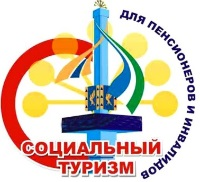 ДЛЯ ПЕНСИОНЕРОВ И ИНВАЛИДОВ
СОЦИАЛЬНЫЙ
ТУРИЗМ